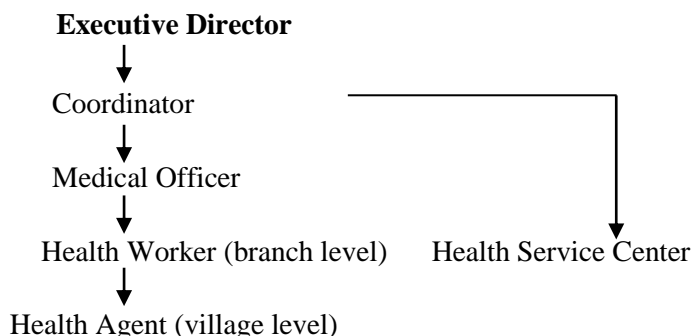 Executive Director
Coordinator
Medical Officer
Health Worker (branch level) Health Service Center
Health Agent (village level)